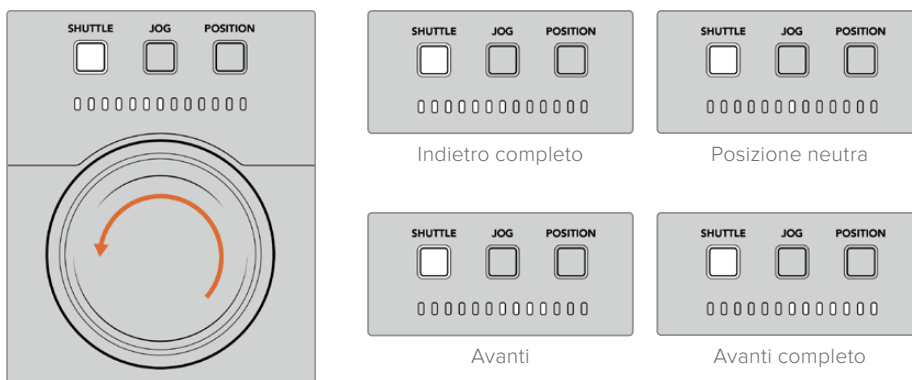 SHUTTLE JOG POSITION
SHUTTLE JOG POSITION
Indietro completo
SHUTTLE JOG POSITION
Posizione neutra
SHUTTLE JOG POSITION
Avanti
SHUTTLE JOG POSITION
Avanti completo